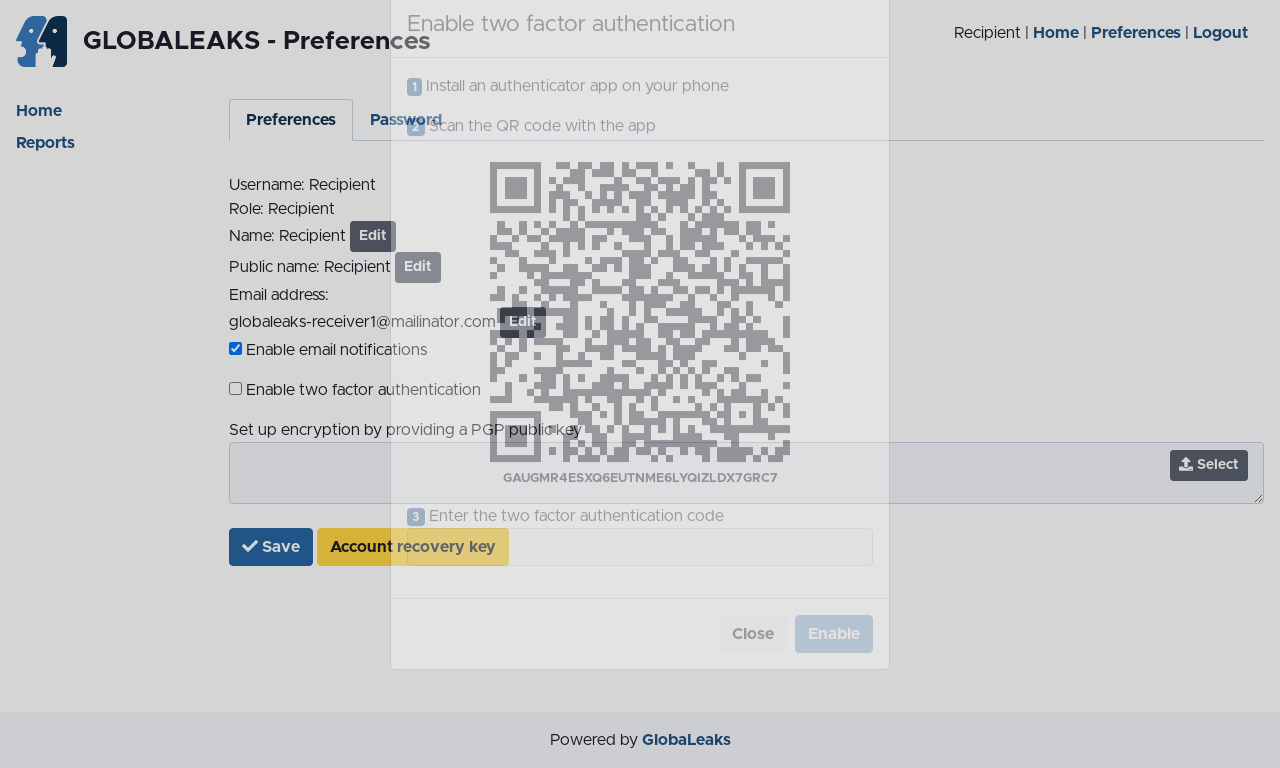 GLOBALEAKS - Preferences
Recipient | Home | Preferences | Logout
Home
Reports
Preferences
Password
Username: Recipient
Role: Recipient
Name: Recipient Edit
Public name: Recipient Edit
Email address:
globaleaks-receiver1@mailinator.com Edit
Enable email notifications
Enable two factor authentication
Set up encryption by providing a PGP public key
Select
Save
Account recovery key
Enable two factor authentication
1 Install an authenticator app on your phone
2 Scan the QR code with the app
GAUGMR4ESXQ6EUTNME6LYQIZLDX7GRC7
3 Enter the two factor authentication code
Close
Enable
Powered by GlobaLeaks